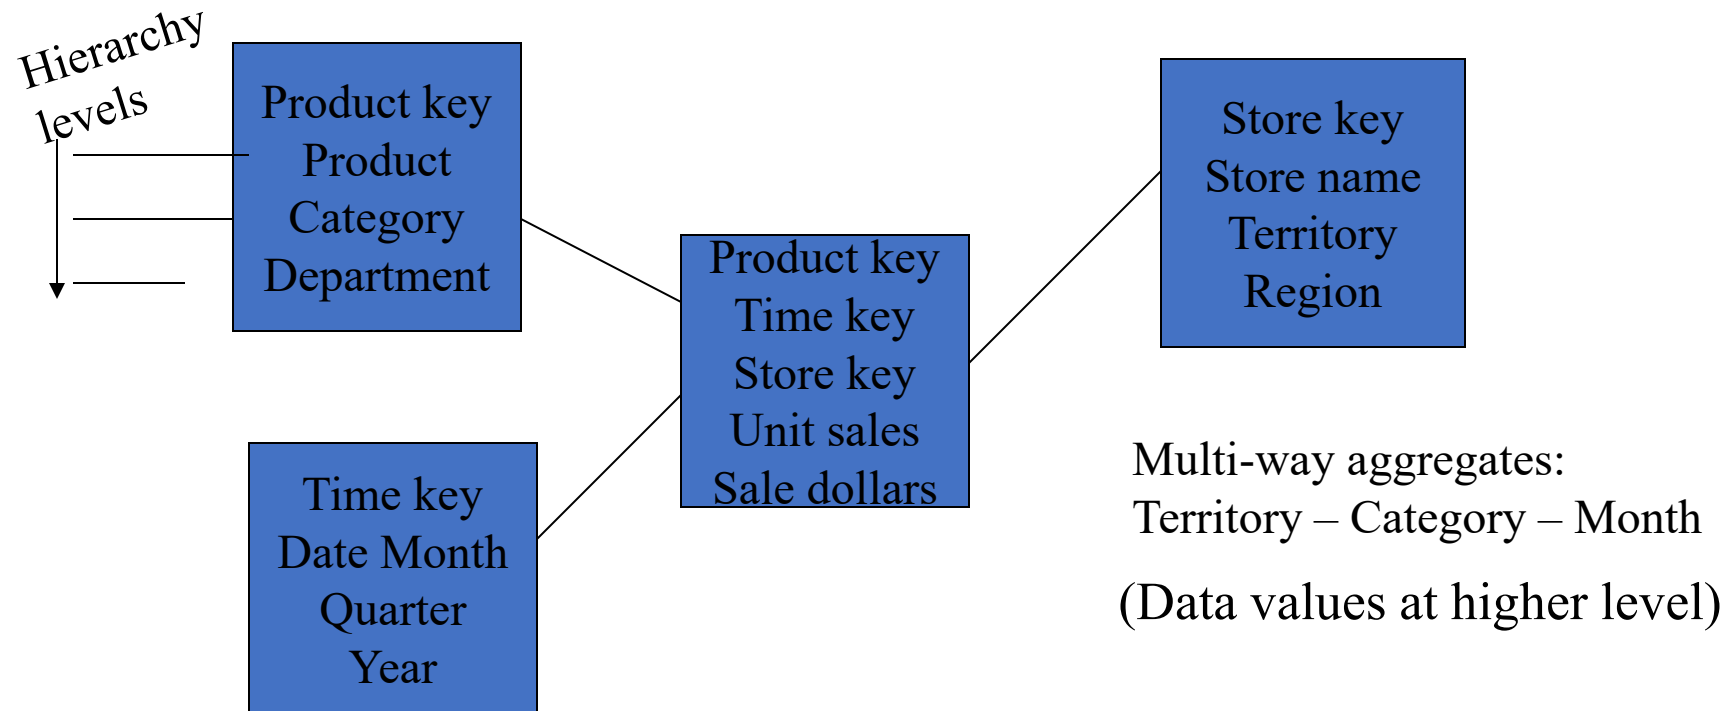 Hierarchy
levels
Product key
Product
Category
Department
Store key
Store name
Territory
Region
Product key
Time key
Store key
Unit sales
Sale dollars
Time key
Date Month
Quarter
Year
Multi-way aggregates:
Territory – Category – Month
(Data values at higher level)